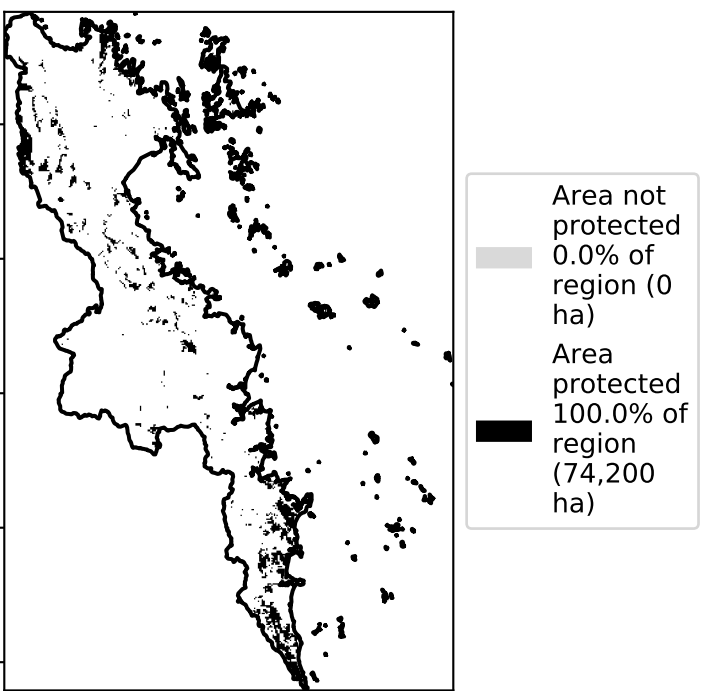 Area not
protected
0.0% of
region (0
ha)
Area
protected
100.0% of
region
(74,200
ha)